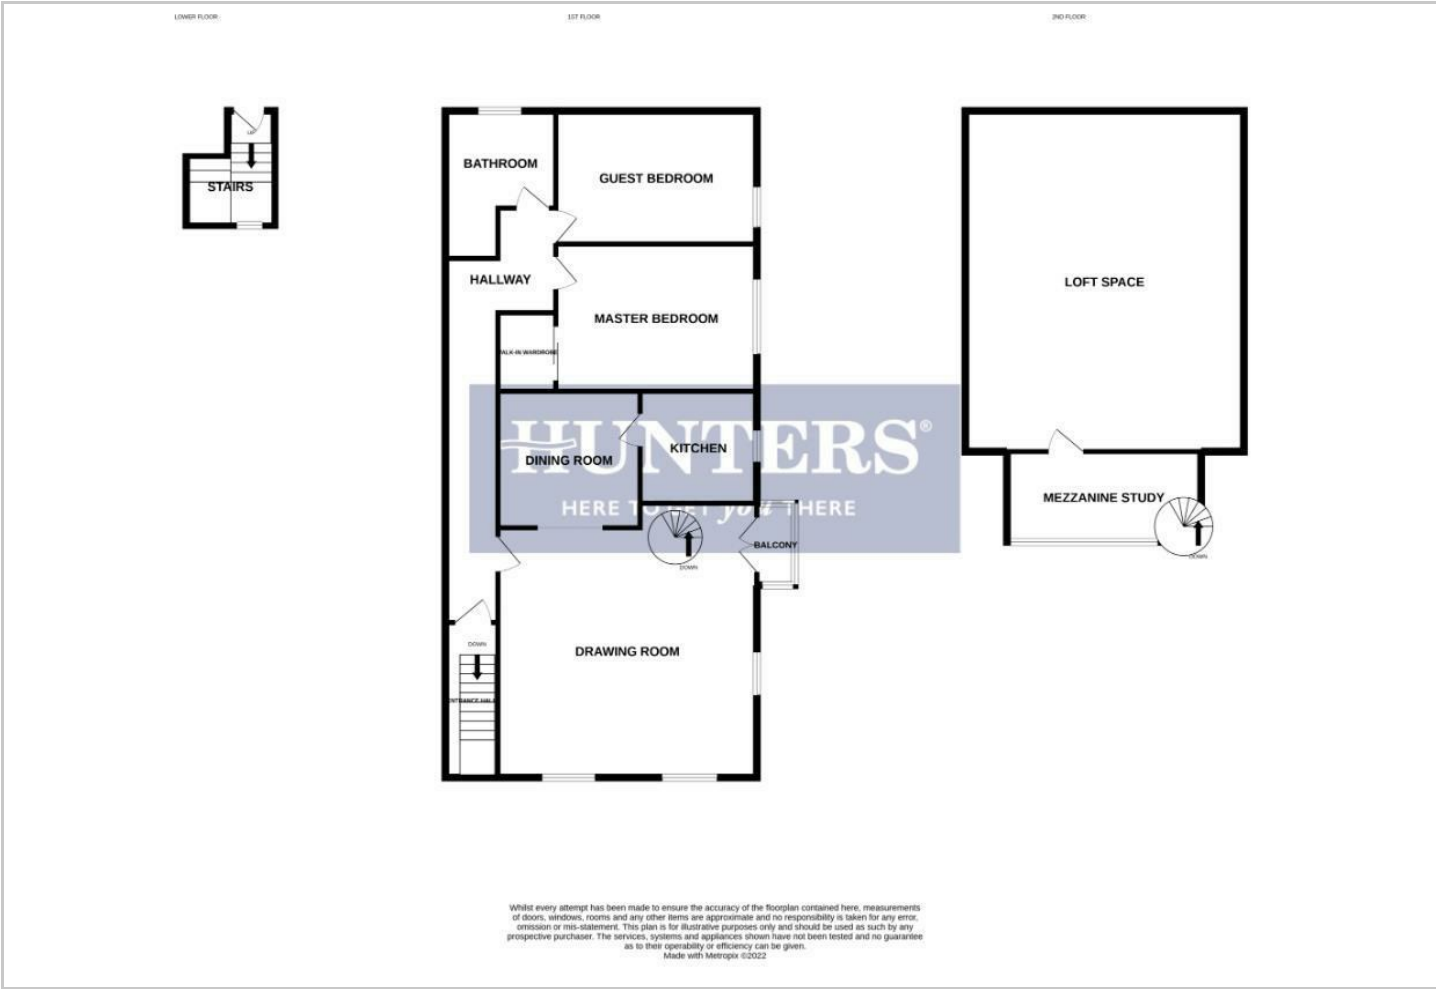 LOWER FLOOR
1ST FLOOR
2ND FLOOR
UP
STAIRS
BATHROOM
GUEST BEDROOM
HALLWAY
MASTER BEDROOM
WALK-IN WARDROBE
HUNTERS®
HERE TO GET you THERE
DINING ROOM
KITCHEN
BALCONY
DOWN
DRAWING ROOM
DOWN
ENTRANCE HALL
LOFT SPACE
MEZZANINE STUDY
DOWN
Whilst every attempt has been made to ensure the accuracy of the floorplan contained here, measurements
of doors, windows, rooms and any other items are approximate and no responsibility is taken for any error,
omission or mis-statement. This plan is for illustrative purposes only and should be used as such by any
prospective purchaser. The services, systems and appliances shown have not been tested and no guarantee
as to their operability or efficiency can be given.
Made with Metropix ©2022